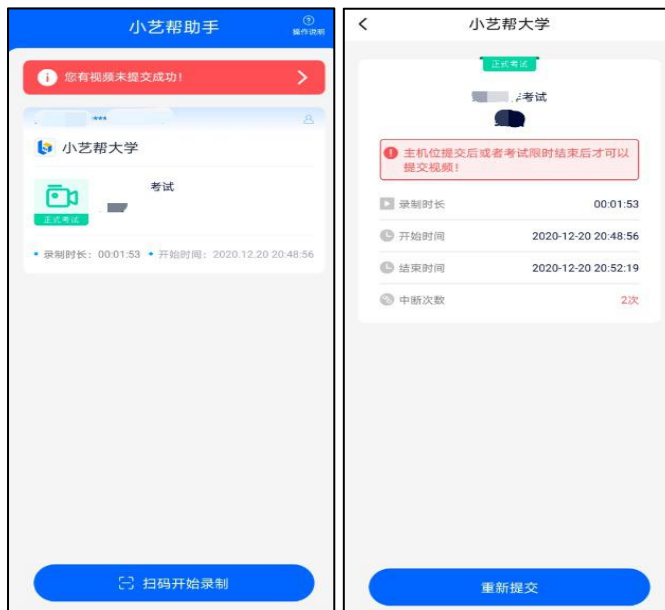 小艺帮助手
操作说明
您有视频未提交成功!
***
小艺帮大学
考试
正式考试
• 录制时长: 00:01:53 • 开始时间: 2020.12.20 20:48:56
扫码开始录制
小艺帮大学
正式考试
考试
主机位提交后或者考试限时结束后才可以
提交视频!
录制时长 00:01:53
开始时间 2020-12-20 20:48:56
结束时间 2020-12-20 20:52:19
中断次数 2次
重新提交